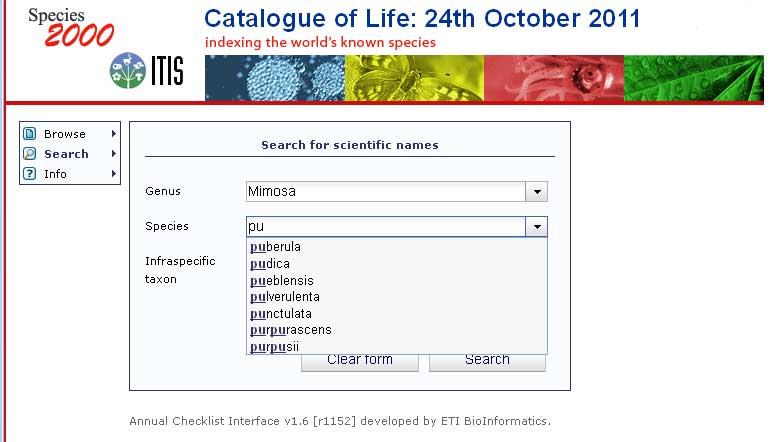 Species
2000
ITIS
Catalogue of Life: 24th October 2011
indexing the world's known species
Browse
Search
Info
Search for scientific names
Genus
Mimosa
Species
pu
puberula
pudica
pueblensis
pulverulenta
punctulata
purpurascens
purpusii
Infraspecific
taxon
Clear form
Search
Annual Checklist Interface v1.6 [r1152] developed by ETI BioInformatics.